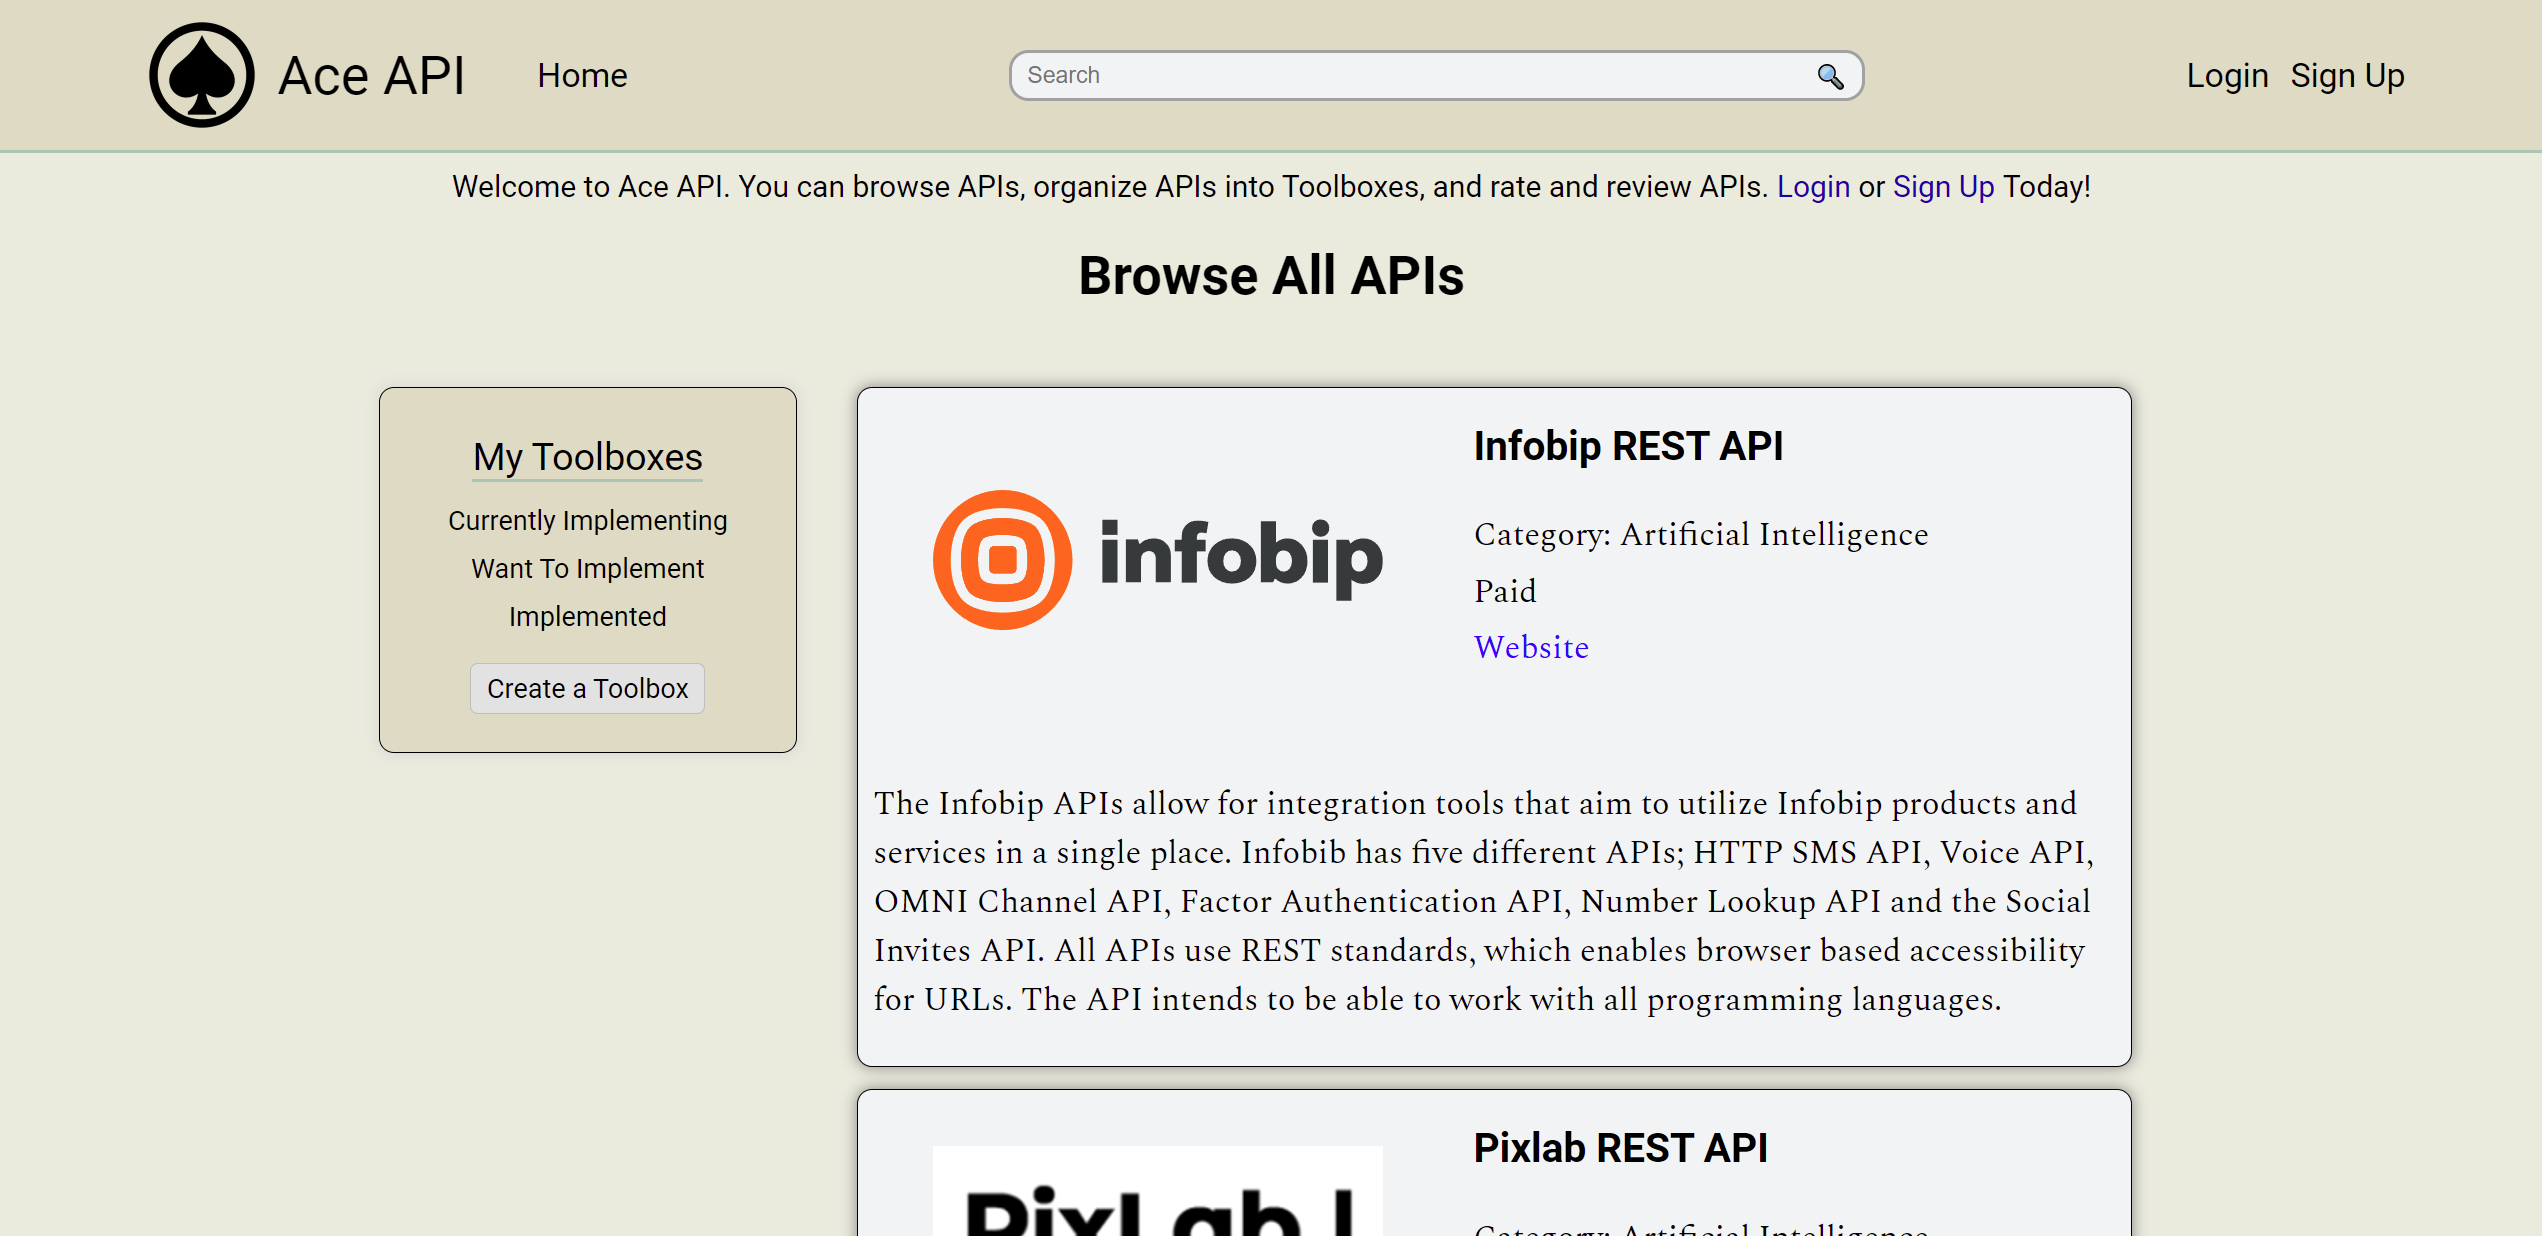 Ace API
Home
Search
Login
Sign Up
Welcome to Ace API. You can browse APIs, organize APIs into Toolboxes, and rate and review APIs. Login or Sign Up Today!
Browse All APIs
My Toolboxes
Currently Implementing
Want To Implement
Implemented
Create a Toolbox
infobip
Infobip REST API
Category: Artificial Intelligence
Paid
Website
The Infobip APIs allow for integration tools that aim to utilize Infobip products and
services in a single place. Infobib has five different APIs; HTTP SMS API, Voice API,
OMNI Channel API, Factor Authentication API, Number Lookup API and the Social
Invites API. All APIs use REST standards, which enables browser based accessibility
for URLs. The API intends to be able to work with all programming languages.
PixLab |
Pixlab REST API
Category: Artificial Intelligence